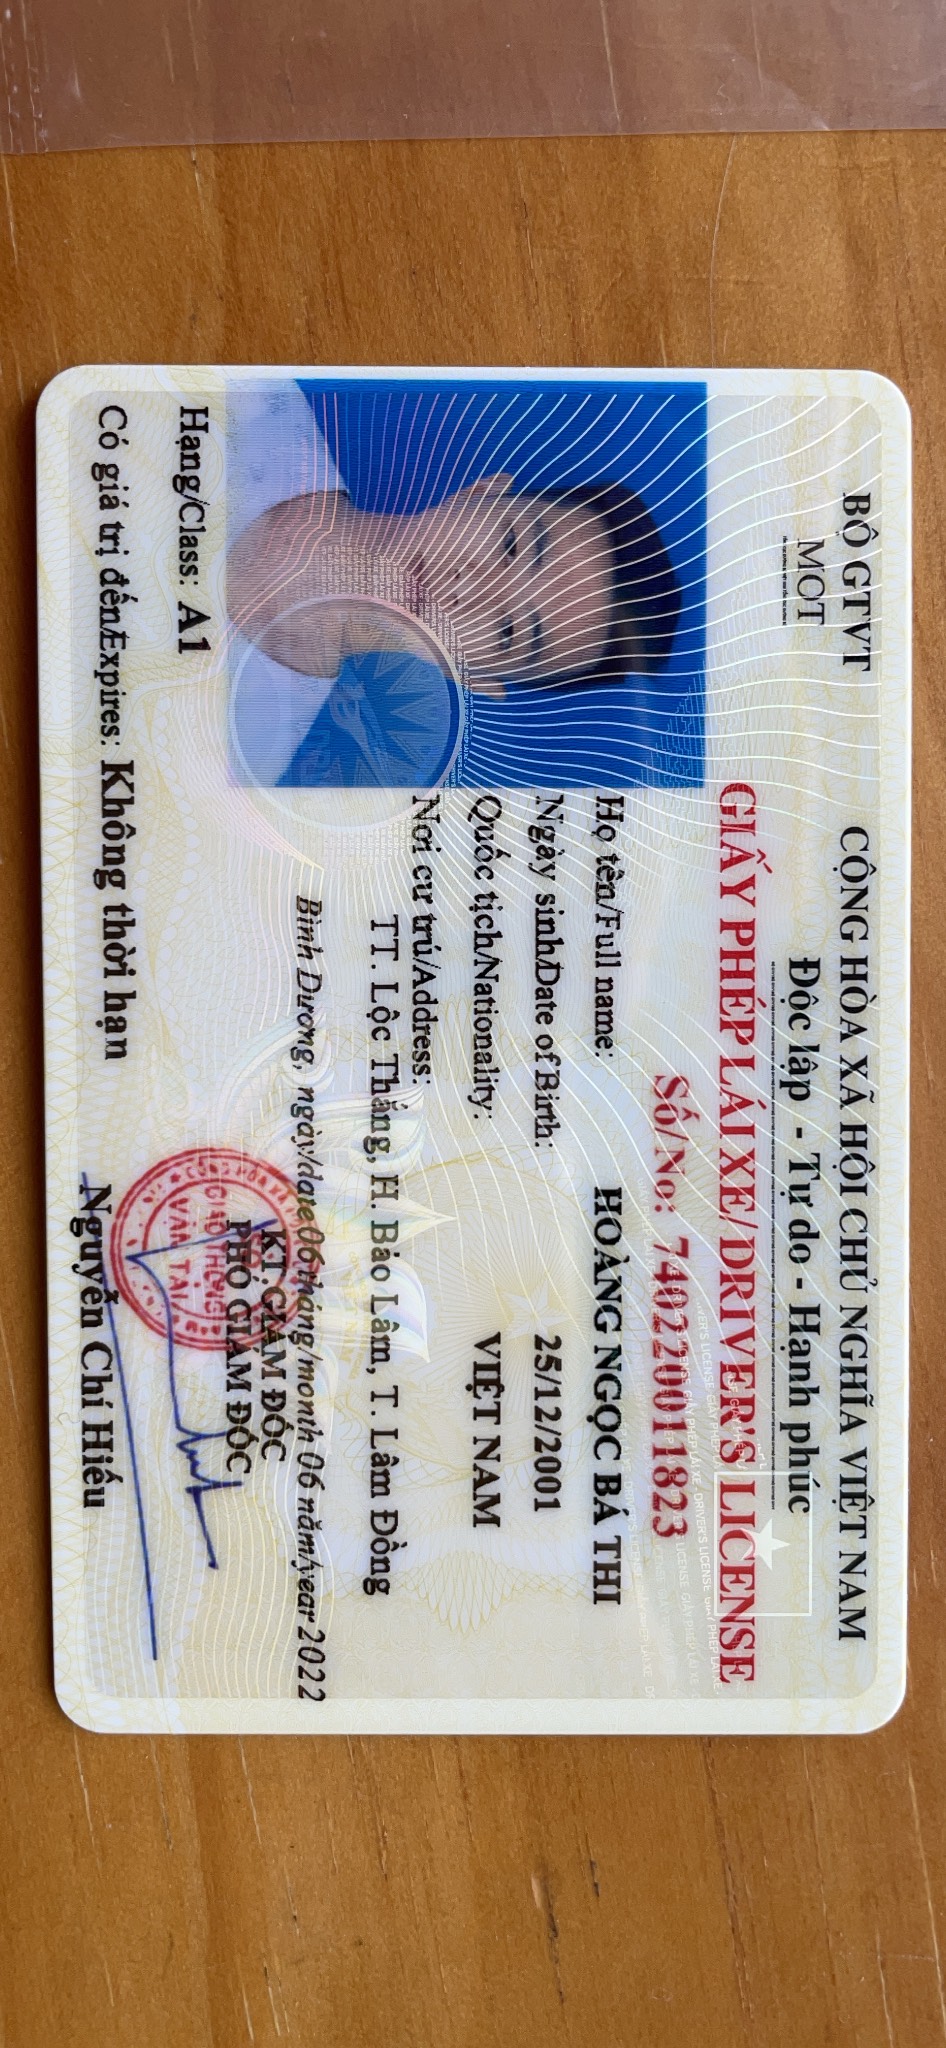 BỘ GTVT
MOT
CỘNG HÒA XÃ HỘI CHỦ NGHĨA VIỆT NAM
Độc lập - Tự do - Hạnh phúc
GIẤY PHÉP LÁI XE/ DRIVER'S LICENSE
Số/No: 740220011823
Họ tên/Full name: HOÀNG NGỌC BÁ THI
Ngày sinh/Date of Birth: 25/12/2001
Quốc tịch/Nationality: VIỆT NAM
Nơi cư trú/Address:
TT. Lộc Thắng, H. Bảo Lâm, T. Lâm Đồng
Bình Dương, ngày/date 06 tháng/month 06 năm/year 2022
KT.GIÁM ĐỐC
PHÓ GIÁM ĐỐC
SỞ
GIAO THÔNG
VẬN TẢI
Nguyễn Chí Hiếu
Hạng/Class: A1
Có giá trị đến/Expires: Không thời hạn